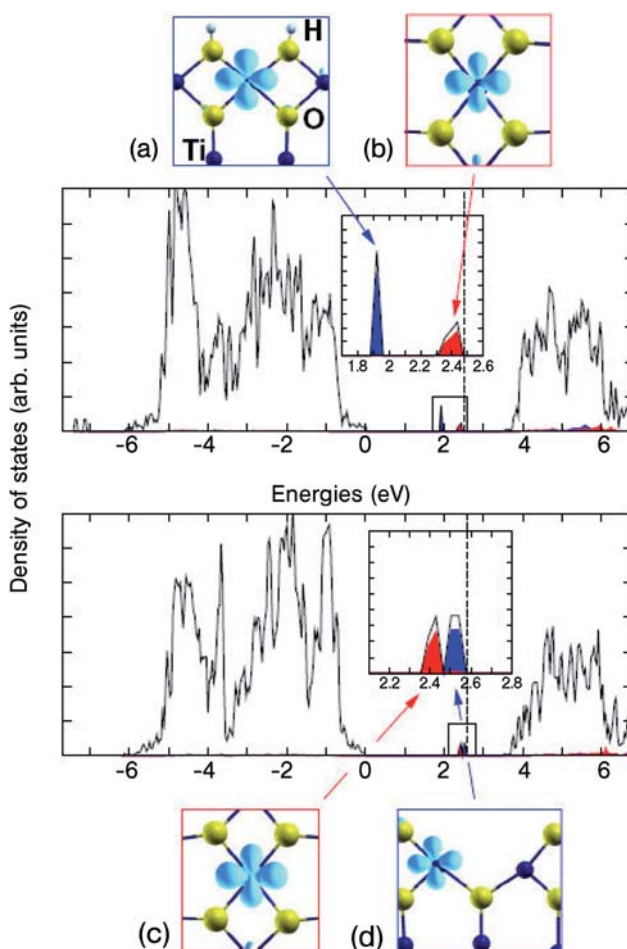 (a)
H
O
Ti
(b)
Density of states (arb. units)
1.8 2 2.2 2.4 2.6
-6 -4 -2 0 2 4 6
Energies (eV)
2.2 2.4 2.6 2.8
-6 -4 -2 0 2 4 6
(c)
(d)